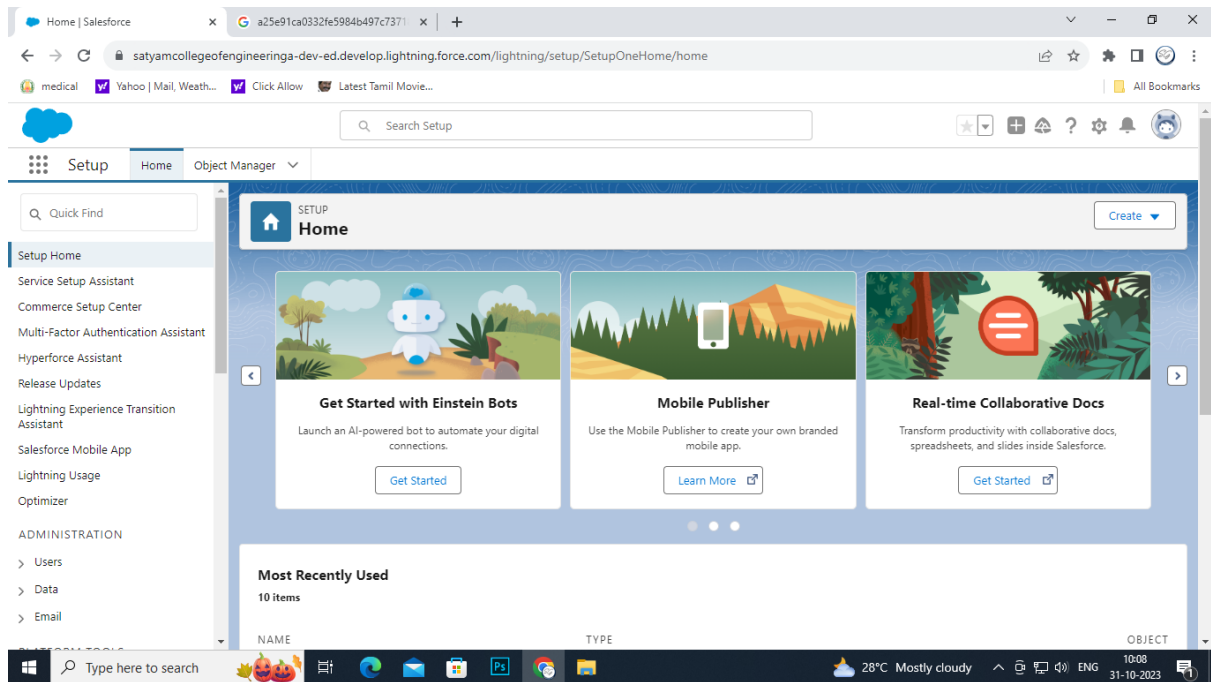 Home | Salesforce
a25e91ca0332fe5984b497c7371
satyamcollegeofengineeringa-dev-ed.develop.lightning.force.com/lightning/setup/SetupOneHome/home
medical Yahoo | Mail, Weath... Click Allow Latest Tamil Movie... All Bookmarks
Search Setup
Setup Home Object Manager
Quick Find
Setup Home
Service Setup Assistant
Commerce Setup Center
Multi-Factor Authentication Assistant
Hyperforce Assistant
Release Updates
Lightning Experience Transition
Assistant
Salesforce Mobile App
Lightning Usage
Optimizer
ADMINISTRATION
Users
Data
Email
SETUP
Home
Create
Get Started with Einstein Bots
Launch an AI-powered bot to automate your digital
connections.
Get Started
Mobile Publisher
Use the Mobile Publisher to create your own branded
mobile app.
Learn More
Real-time Collaborative Docs
Transform productivity with collaborative docs,
spreadsheets, and slides inside Salesforce.
Get Started
Most Recently Used
10 items
NAME TYPE OBJECT
Type here to search
Ps
28°C Mostly cloudy
ENG
10:08
31-10-2023
1